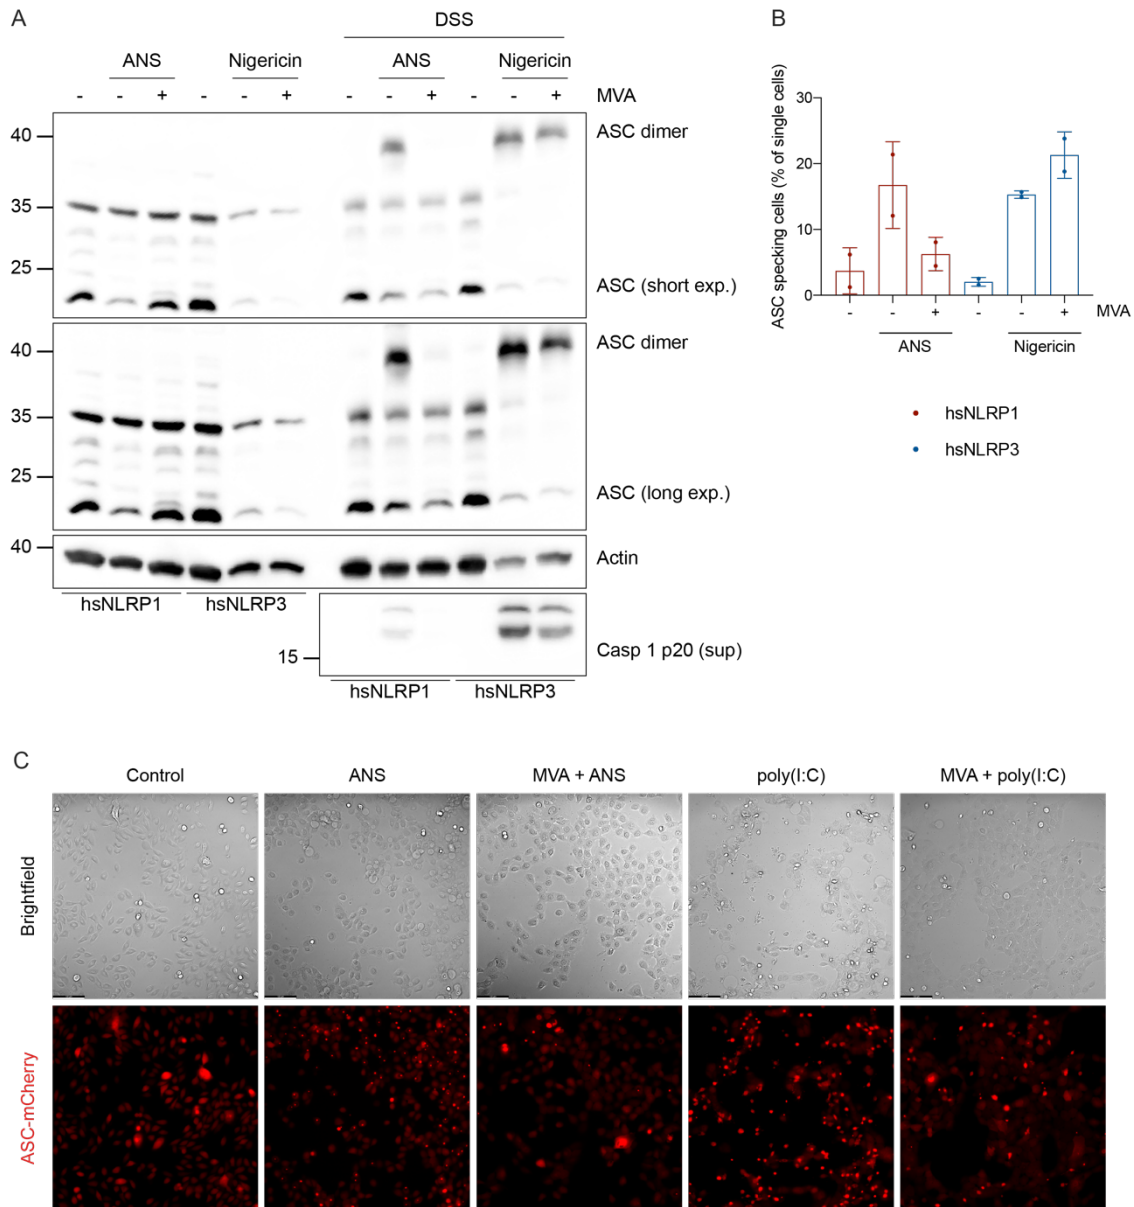 A
DSS
ANS
Nigericin
ANS
Nigericin
- - + - - + - - + - - + MVA
40
ASC dimer
35
25
ASC (short exp.)
40
ASC dimer
35
25
ASC (long exp.)
40
Actin
hsNLRP1 hsNLRP3
15
Casp 1 p20 (sup)
hsNLRP1 hsNLRP3
B
ASC specking cells (% of single cells)
30
20
10
0
- - + - - + MVA
ANS Nigericin
hsNLRP1
hsNLRP3
C
Control ANS MVA + ANS poly(I:C) MVA + poly(I:C)
Brightfield
ASC-mCherry